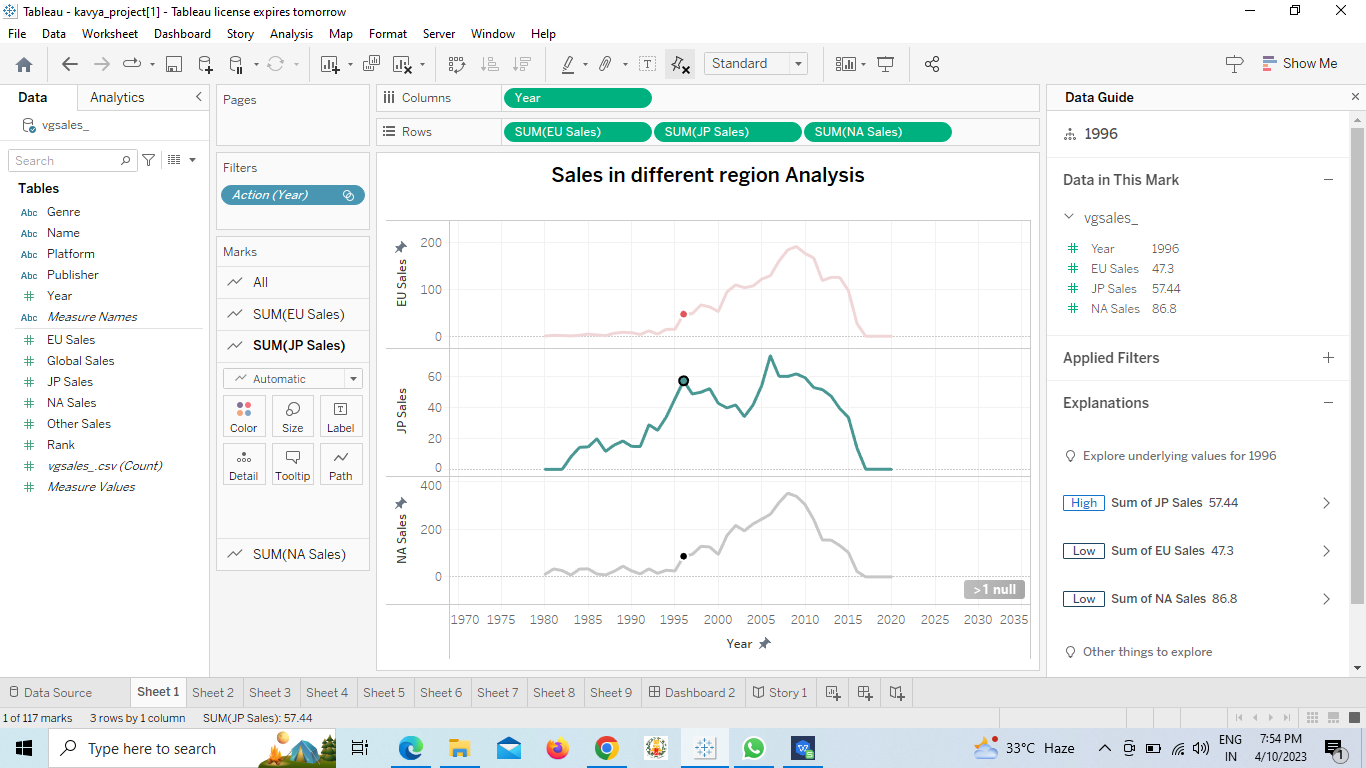 Tableau - kavya_project[1] - Tableau license expires tomorrow
File Data Worksheet Dashboard Story Analysis Map Format Server Window Help
Standard
Show Me
Data Analytics
vgsales_
Search
Tables
Abc Genre
Abc Name
Abc Platform
Abc Publisher
Year
Abc Measure Names
EU Sales
Global Sales
JP Sales
NA Sales
Other Sales
Rank
vgsales_.csv (Count)
Measure Values
Pages
Filters
Action (Year)
Marks
All
SUM(EU Sales)
SUM(JP Sales)
Automatic
Color Size Label
Detail Tooltip Path
SUM(NA Sales)
Columns Year
Rows SUM(EU Sales) SUM(JP Sales) SUM(NA Sales)
Sales in different region Analysis
EU Sales
200
100
0
JP Sales
60
40
20
0
NA Sales
400
200
0
>1 null
1970 1975 1980 1985 1990 1995 2000 2005 2010 2015 2020 2025 2030 2035
Year
Data Guide
1996
Data in This Mark
vgsales_
Year 1996
EU Sales 47.3
JP Sales 57.44
NA Sales 86.8
Applied Filters
Explanations
Explore underlying values for 1996
High Sum of JP Sales 57.44
Low Sum of EU Sales 47.3
Low Sum of NA Sales 86.8
Other things to explore
Data Source Sheet 1 Sheet 2 Sheet 3 Sheet 4 Sheet 5 Sheet 6 Sheet 7 Sheet 8 Sheet 9 Dashboard 2 Story 1
1 of 117 marks 3 rows by 1 column SUM(JP Sales): 57.44
Type here to search
33°C Haze
ENG
IN
7:54 PM
4/10/2023
1